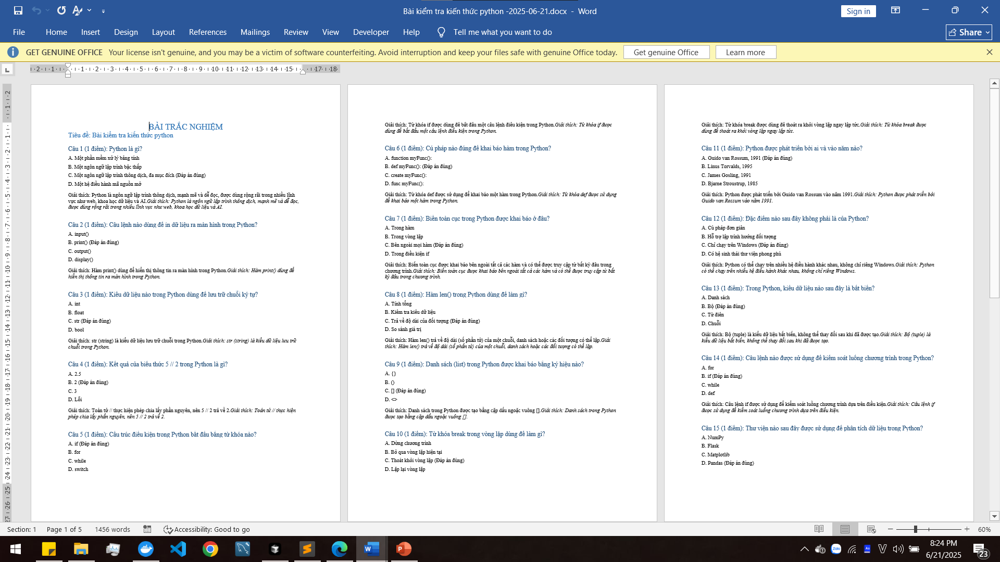 Bài kiểm tra kiến thức python -2025-06-21.docx - Word
Sign in
File Home Insert Design Layout References Mailings Review View Developer Help Tell me what you want to do
Share
GET GENUINE OFFICE Your license isn't genuine, and you may be a victim of software counterfeiting. Avoid interruption and keep your files safe with genuine Office today. Get genuine Office Learn more
BÀI TRẮC NGHIỆM
Tiêu đề: Bài kiểm tra kiến thức python
Câu 1 (1 điểm): Python là gì?
A. Một phần mềm xử lý bảng tính
B. Một ngôn ngữ lập trình bậc thấp
C. Một ngôn ngữ lập trình thông dịch, đa mục đích (Đáp án đúng)
D. Một hệ điều hành mã nguồn mở
Giải thích: Python là ngôn ngữ lập trình thông dịch, mạnh mẽ và dễ đọc, được dùng rộng rãi trong nhiều lĩnh
vực như web, khoa học dữ liệu và AI.Giải thích: Python là ngôn ngữ lập trình thông dịch, mạnh mẽ và dễ đọc,
được dùng rộng rãi trong nhiều lĩnh vực như web, khoa học dữ liệu và AI.
Câu 2 (1 điểm): Câu lệnh nào dùng để in dữ liệu ra màn hình trong Python?
A. input()
B. print() (Đáp án đúng)
C. output()
D. display()
Giải thích: Hàm print() dùng để hiển thị thông tin ra màn hình trong Python.Giải thích: Hàm print() dùng để
hiển thị thông tin ra màn hình trong Python.
Câu 3 (1 điểm): Kiểu dữ liệu nào trong Python dùng để lưu trữ chuỗi ký tự?
A. int
B. float
C. str (Đáp án đúng)
D. bool
Giải thích: str (string) là kiểu dữ liệu lưu trữ chuỗi trong Python.Giải thích: str (string) là kiểu dữ liệu lưu trữ
chuỗi trong Python.
Câu 4 (1 điểm): Kết quả của biểu thức 5 // 2 trong Python là gì?
A. 2.5
B. 2 (Đáp án đúng)
C. 3
D. Lỗi
Giải thích: Toán tử // thực hiện phép chia lấy phần nguyên, nên 5 // 2 trả về 2.Giải thích: Toán tử // thực hiện
phép chia lấy phần nguyên, nên 5 // 2 trả về 2.
Câu 5 (1 điểm): Cấu trúc điều kiện trong Python bắt đầu bằng từ khóa nào?
A. if (Đáp án đúng)
B. for
C. while
D. switch
Giải thích: Từ khóa if được dùng để bắt đầu một câu lệnh điều kiện trong Python.Giải thích: Từ khóa if được
dùng để bắt đầu một câu lệnh điều kiện trong Python.
Câu 6 (1 điểm): Cú pháp nào đúng để khai báo hàm trong Python?
A. function myFunc():
B. def myFunc(): (Đáp án đúng)
C. create myFunc():
D. func myFunc():
Giải thích: Từ khóa def được sử dụng để khai báo một hàm trong Python.Giải thích: Từ khóa def được sử dụng
để khai báo một hàm trong Python.
Câu 7 (1 điểm): Biến toàn cục trong Python được khai báo ở đâu?
A. Trong hàm
B. Trong vòng lặp
C. Bên ngoài mọi hàm (Đáp án đúng)
D. Trong điều kiện if
Giải thích: Biến toàn cục được khai báo bên ngoài tất cả các hàm và có thể được truy cập từ bất kỳ đâu trong
chương trình.Giải thích: Biến toàn cục được khai báo bên ngoài tất cả các hàm và có thể được truy cập từ bất
kỳ đâu trong chương trình.
Câu 8 (1 điểm): Hàm len() trong Python dùng để làm gì?
A. Tính tổng
B. Kiểm tra kiểu dữ liệu
C. Trả về độ dài của đối tượng (Đáp án đúng)
D. So sánh giá trị
Giải thích: Hàm len() trả về độ dài (số phần tử) của một chuỗi, danh sách hoặc các đối tượng có thể lặp.Giải
thích: Hàm len() trả về độ dài (số phần tử) của một chuỗi, danh sách hoặc các đối tượng có thể lặp.
Câu 9 (1 điểm): Danh sách (list) trong Python được khai báo bằng ký hiệu nào?
A. {}
B. ()
C. [] (Đáp án đúng)
D. <>
Giải thích: Danh sách trong Python được tạo bằng cặp dấu ngoặc vuông [].Giải thích: Danh sách trong Python
được tạo bằng cặp dấu ngoặc vuông [].
Câu 10 (1 điểm): Từ khóa break trong vòng lặp dùng để làm gì?
A. Dừng chương trình
B. Bỏ qua vòng lặp hiện tại
C. Thoát khỏi vòng lặp (Đáp án đúng)
D. Lặp lại vòng lặp
Giải thích: Từ khóa break được dùng để thoát ra khỏi vòng lặp ngay lập tức.Giải thích: Từ khóa break được
dùng để thoát ra khỏi vòng lặp ngay lập tức.
Câu 11 (1 điểm): Python được phát triển bởi ai và vào năm nào?
A. Guido van Rossum, 1991 (Đáp án đúng)
B. Linus Torvalds, 1995
C. James Gosling, 1991
D. Bjarne Stroustrup, 1985
Giải thích: Python được phát triển bởi Guido van Rossum vào năm 1991.Giải thích: Python được phát triển bởi
Guido van Rossum vào năm 1991.
Câu 12 (1 điểm): Đặc điểm nào sau đây không phải là của Python?
A. Cú pháp đơn giản
B. Hỗ trợ lập trình hướng đối tượng
C. Chỉ chạy trên Windows (Đáp án đúng)
D. Có hệ sinh thái thư viện phong phú
Giải thích: Python có thể chạy trên nhiều hệ điều hành khác nhau, không chỉ riêng Windows.Giải thích: Python
có thể chạy trên nhiều hệ điều hành khác nhau, không chỉ riêng Windows.
Câu 13 (1 điểm): Trong Python, kiểu dữ liệu nào sau đây là bất biến?
A. Danh sách
B. Bộ (Đáp án đúng)
C. Từ điển
D. Chuỗi
Giải thích: Bộ (tuple) là kiểu dữ liệu bất biến, không thể thay đổi sau khi đã được tạo.Giải thích: Bộ (tuple) là
kiểu dữ liệu bất biến, không thể thay đổi sau khi đã được tạo.
Câu 14 (1 điểm): Câu lệnh nào được sử dụng để kiểm soát luồng chương trình trong Python?
A. for
B. if (Đáp án đúng)
C. while
D. def
Giải thích: Câu lệnh if được sử dụng để kiểm soát luồng chương trình dựa trên điều kiện.Giải thích: Câu lệnh if
được sử dụng để kiểm soát luồng chương trình dựa trên điều kiện.
Câu 15 (1 điểm): Thư viện nào sau đây được sử dụng để phân tích dữ liệu trong Python?
A. NumPy
B. Flask
C. Matplotlib
D. Pandas (Đáp án đúng)
Section: 1 Page 1 of 5 1456 words Accessibility: Good to go 60%
8:24 PM
6/21/2025
23